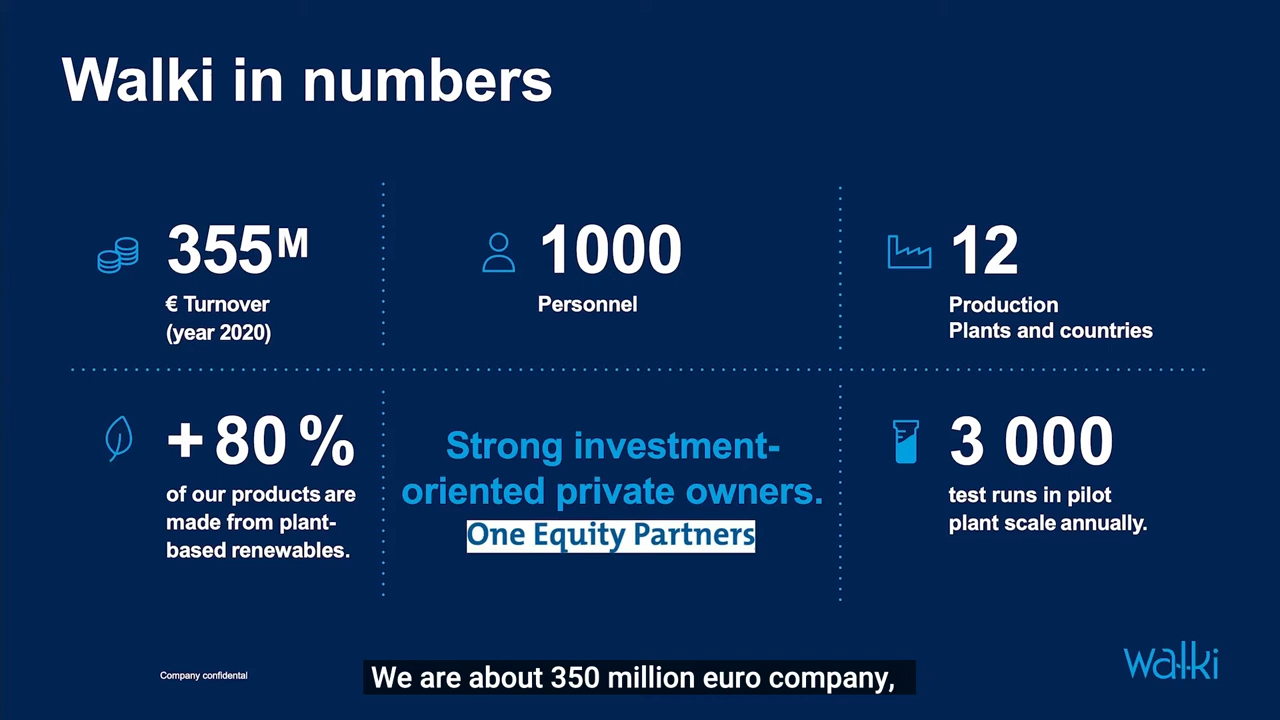 Walki in numbers
355M
€ Turnover
(year 2020)
1000
Personnel
12
Production
Plants and countries
+ 80 %
of our products are
made from plant-
based renewables.
Strong investment-
oriented private owners.
One Equity Partners
3 000
test runs in pilot
plant scale annually.
Company confidental
We are about 350 million euro company,
walki